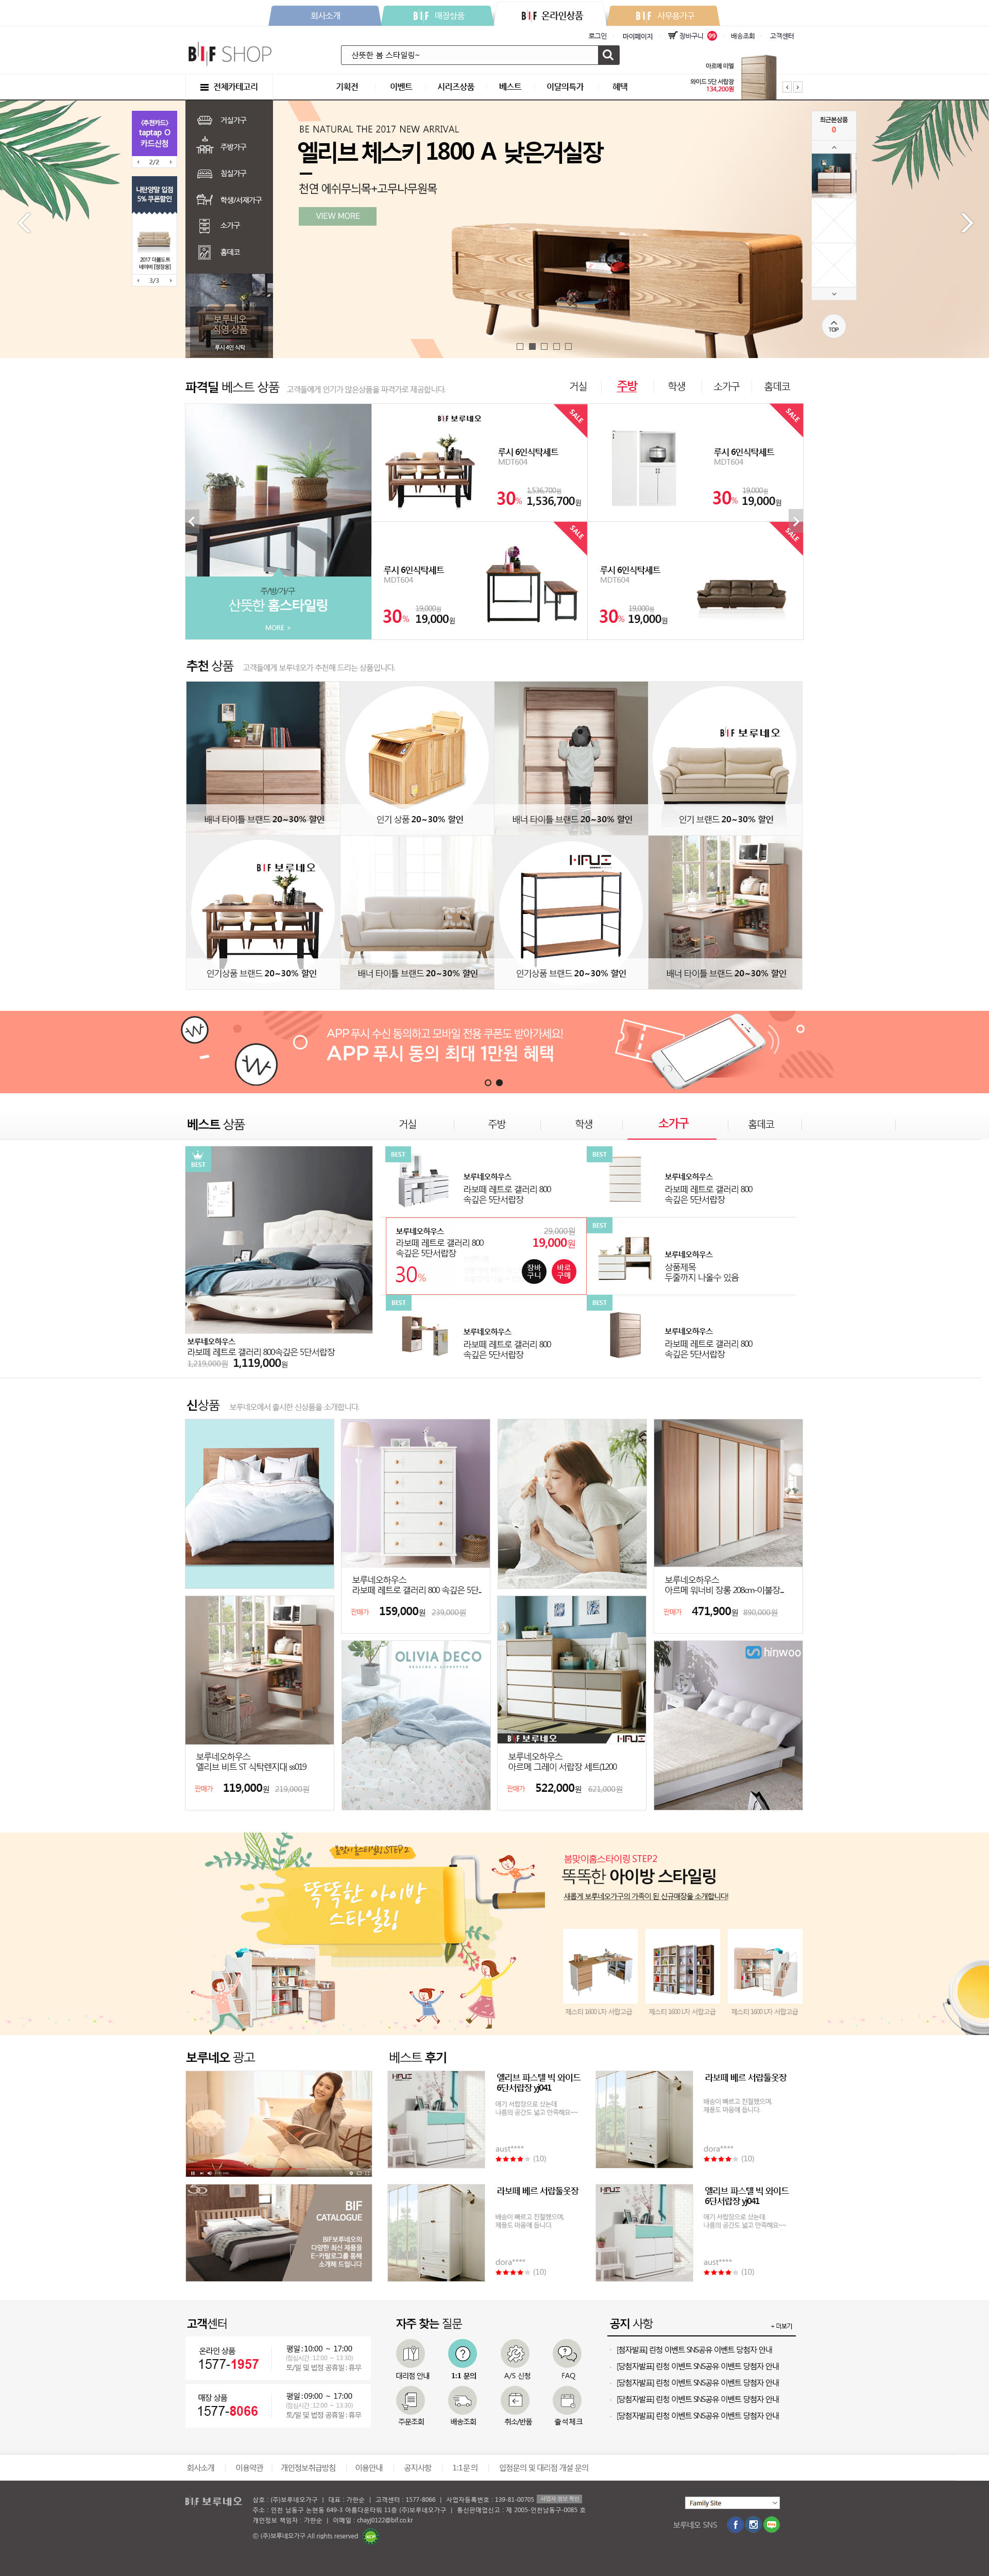 회사소개
BIF 매장상품
BIF 온라인상품
BIF 사무용가구
로그인
마이페이지
장바구니 99
배송조회
고객센터
BIF SHOP
산뜻한 봄 스타일링~
아르메 미엘
와이드 5단 서랍장
134,200원
전체카테고리
기획전
이벤트
시리즈상품
베스트
이달의특가
혜택
<주전카드>
taptap O
카드신청
2/2
나탄양말 입점
5% 쿠폰할인
3/3
거실가구
주방가구
침실가구
학생/서재가구
소가구
홈데코
보루네오
직영상품
루시 4인 식탁
BE NATURAL THE 2017 NEW ARRIVAL
엘리브 체스키 1800 A 낮은거실장
천연 에쉬무늬목+고무나무원목
VIEW MORE
최근본상품
0
TOP
파격딜 베스트 상품
고객들에게 인기가 많은상품을 파격가로 제공합니다.
거실
주방
학생
소가구
홈데코
주/방/가/구
산뜻한 홈스타일링
MORE >
BIF 보루네오
SALE
루시 6인식탁세트
MDT604
30%
1,536,700원
1,536,700원
SALE
루시 6인식탁세트
MDT604
30%
19,000원
19,000원
SALE
루시 6인식탁세트
MDT604
30%
19,000원
19,000원
SALE
루시 6인식탁세트
MDT604
30%
19,000원
19,000원
추천 상품
고객들에게 보루네오가 추천해 드리는 상품입니다.
배너 타이틀 브랜드 20~30% 할인
인기 상품 20~30% 할인
배너 타이틀 브랜드 20~30% 할인
BIF 보루네오
인기 브랜드 20~30% 할인
BIF 보루네오
인기상품 브랜드 20~30% 할인
배너 타이틀 브랜드 20~30% 할인
인기상품 브랜드 20~30% 할인
배너 타이틀 브랜드 20~30% 할인
APP푸시 수신 동의하고 모바일 전용 쿠폰도 받아가세요!
APP 푸시 동의 최대 1만원 혜택
베스트 상품
거실
주방
학생
소가구
홈데코
BEST
보루네오하우스
라보떼 레트로 갤러리 800속깊은 5단서랍장
1,219,000원 1,119,000원
BEST
보루네오하우스
라보떼 레트로 갤러리 800
속깊은 5단서랍장
BEST
보루네오하우스
라보떼 레트로 갤러리 800
속깊은 5단서랍장
보루네오하우스
라보떼 레트로 갤러리 800
속깊은 5단서랍장
29,000원
19,000원
30%
장바구니
바로구매
BEST
보루네오하우스
상품제목
두줄까지 나올수 있음
BEST
보루네오하우스
라보떼 레트로 갤러리 800
속깊은 5단서랍장
BEST
보루네오하우스
라보떼 레트로 갤러리 800
속깊은 5단서랍장
신상품
보루네오에서 출시한 신상품을 소개합니다.
보루네오하우스
라보떼 레트로 갤러리 800 속깊은 5단...
판매가 159,000원 239,000원
보루네오하우스
아르메 워너비 장롱 208cm-이불장...
판매가 471,900원 890,000원
보루네오하우스
엘리브 비트 ST 식탁렌지대 ss019
판매가 119,000원 219,000원
OLIVIA DECO
BIF 보루네오
보루네오하우스
아르메 그레이 서랍장 세트(1200
판매가 522,000원 621,000원
hinwoo
봄맞이홈스타일링 STEP 2
똑똑한 아이방
스타일링
봄맞이홈스타이링 STEP2
똑똑한 아이방 스타일링
새롭게 보루네오가구의 가족이 된 신규매장을 소개합니다!
제스티 1600 L자 서랍고급
제스티 1600 L자 서랍고급
제스티 1600 L자 서랍고급
보루네오 광고
BIF
CATALOGUE
BIF보루네오의
다양한 최신 제품을
E-카탈로그를 통해
소개해 드립니다
베스트 후기
엘리브 파스텔 빅 와이드
6단서랍장 yj041
애기 서랍장으로 샀는데
나름의 공간도 넓고 만족해요~~
aust****
(10)
라보떼 베르 서랍돌옷장
배송이 빠르고 친절했으며,
제품도 마음에 듭니다.
dora****
(10)
라보떼 베르 서랍돌옷장
배송이 빠르고 친절했으며,
제품도 마음에 듭니다.
dora****
(10)
엘리브 파스텔 빅 와이드
6단서랍장 yj041
애기 서랍장으로 샀는데
나름의 공간도 넓고 만족해요~~
aust****
(10)
고객센터
온라인 상품
1577-1957
평일 : 10:00 ~ 17:00
(점심시간 : 12:00 ~ 13:30)
토/일 및 법정 공휴일 : 휴무
매장 상품
1577-8066
평일 : 09:00 ~ 17:00
(점심시간 : 12:00 ~ 13:30)
토/일 및 법정 공휴일 : 휴무
자주 찾는 질문
대리점 안내
1:1 문의
A/S 신청
FAQ
주문조회
배송조회
취소/반품
출석체크
공지 사항
+ 더보기
[첨자발표] 린청 이벤트 SNS공유 이벤트 당첨자 안내
[당첨자발표] 린청 이벤트 SNS공유 이벤트 당첨자 안내
[당첨자발표] 린청 이벤트 SNS공유 이벤트 당첨자 안내
[당첨자발표] 린청 이벤트 SNS공유 이벤트 당첨자 안내
[당첨자발표] 린청 이벤트 SNS공유 이벤트 당첨자 안내
회사소개
이용약관
개인정보취급방침
이용안내
공지사항
1:1문의
입점문의 및 대리점 개설 문의
BIF 보루네오
상호 : (주)보루네오가구 | 대표 : 가한순 | 고객센터 : 1577-8066 | 사업자등록번호 : 139-81-00705 사업자 정보 확인
주소 : 인천 남동구 논현동 649-3 아름다운타워 11층 (주)보루네오가구 | 통신판매업신고 : 제 2005-인천남동구-0085 호
개인정보 책임자 : 가한순 | 이메일 : chayj0122@bif.co.kr
© (주)보루네오가구 All rights reserved
Family Site
보루네오 SNS